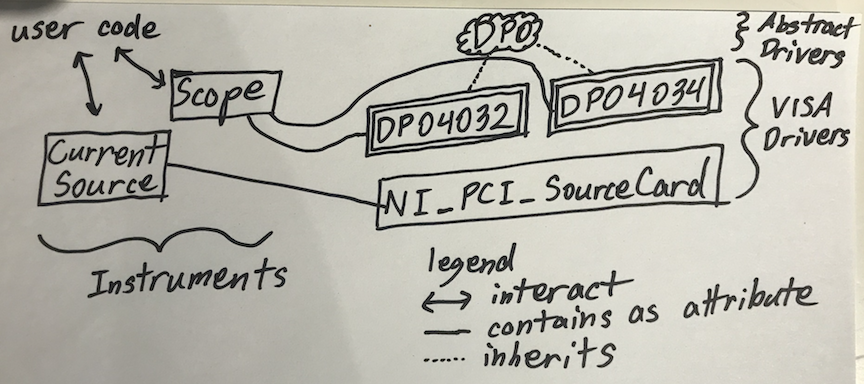 user code
Scope
Current
Source
DPO
DPO4032
DPO4034
NI_PCI_SourceCard
Abstract
Drivers
VISA
Drivers
Instruments
legend
interact
contains as attribute
inherits